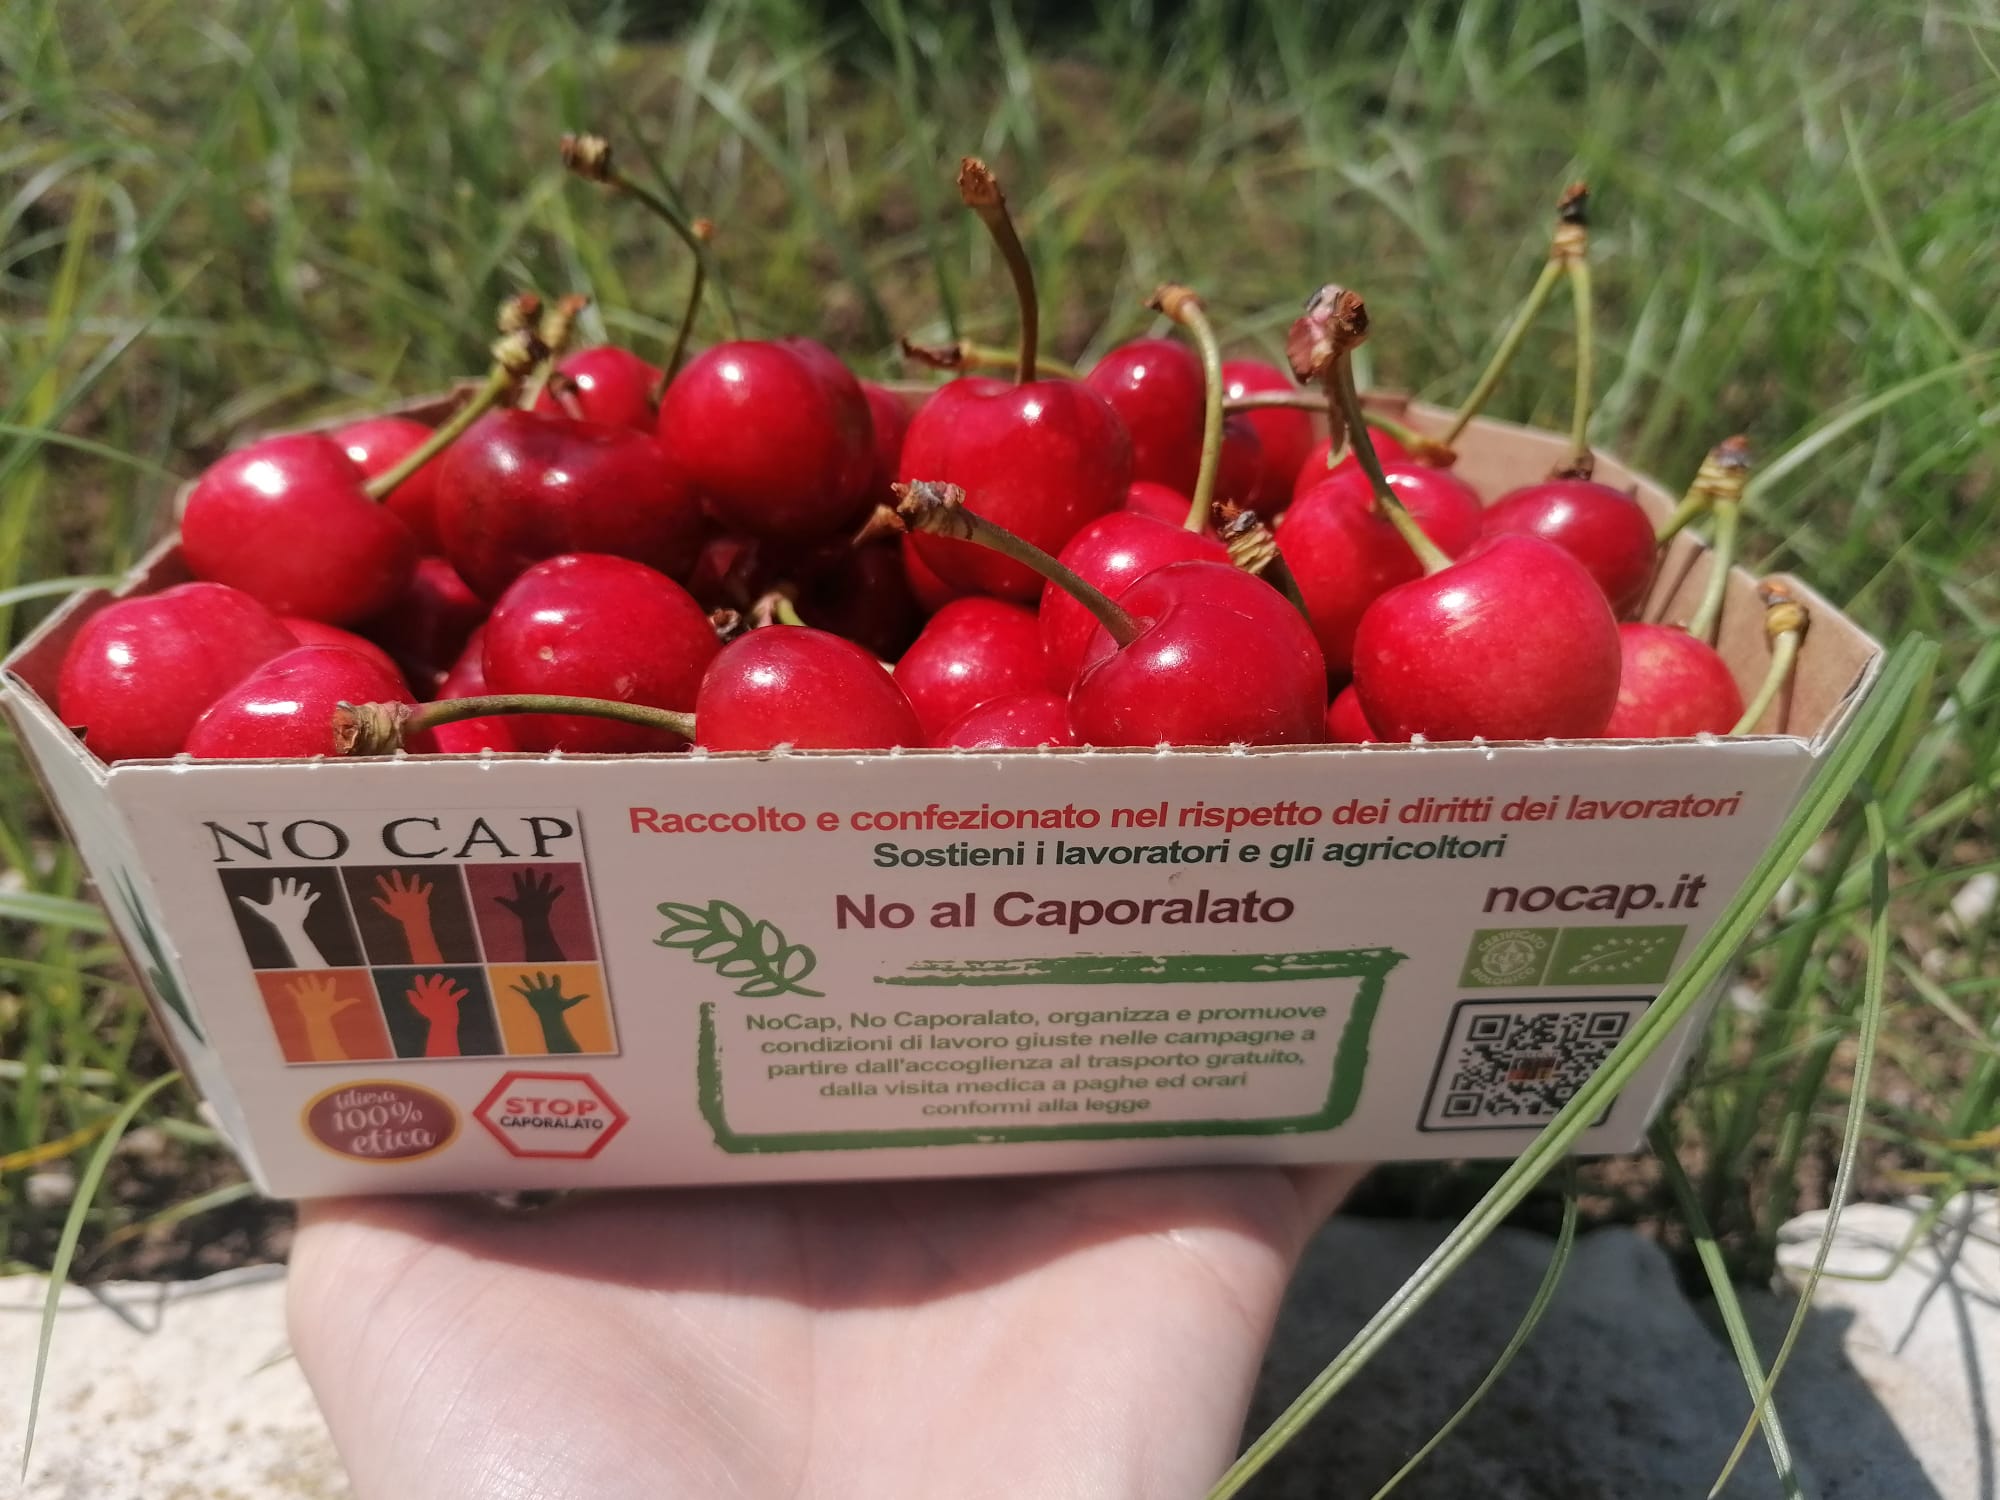 NO CAP
Raccolto e confezionato nel rispetto dei diritti dei lavoratori
Sostieni i lavoratori e gli agricoltori
No al Caporalato
nocap.it
CERTIFICATO
BIOLOGICO
NoCap, No Caporalato, organizza e promuove
condizioni di lavoro giuste nelle campagne a
partire dall'accoglienza al trasporto gratuito,
dalla visita medica a paghe ed orari
conformi alla legge
filiera
100%
etica
STOP
CAPORALATO